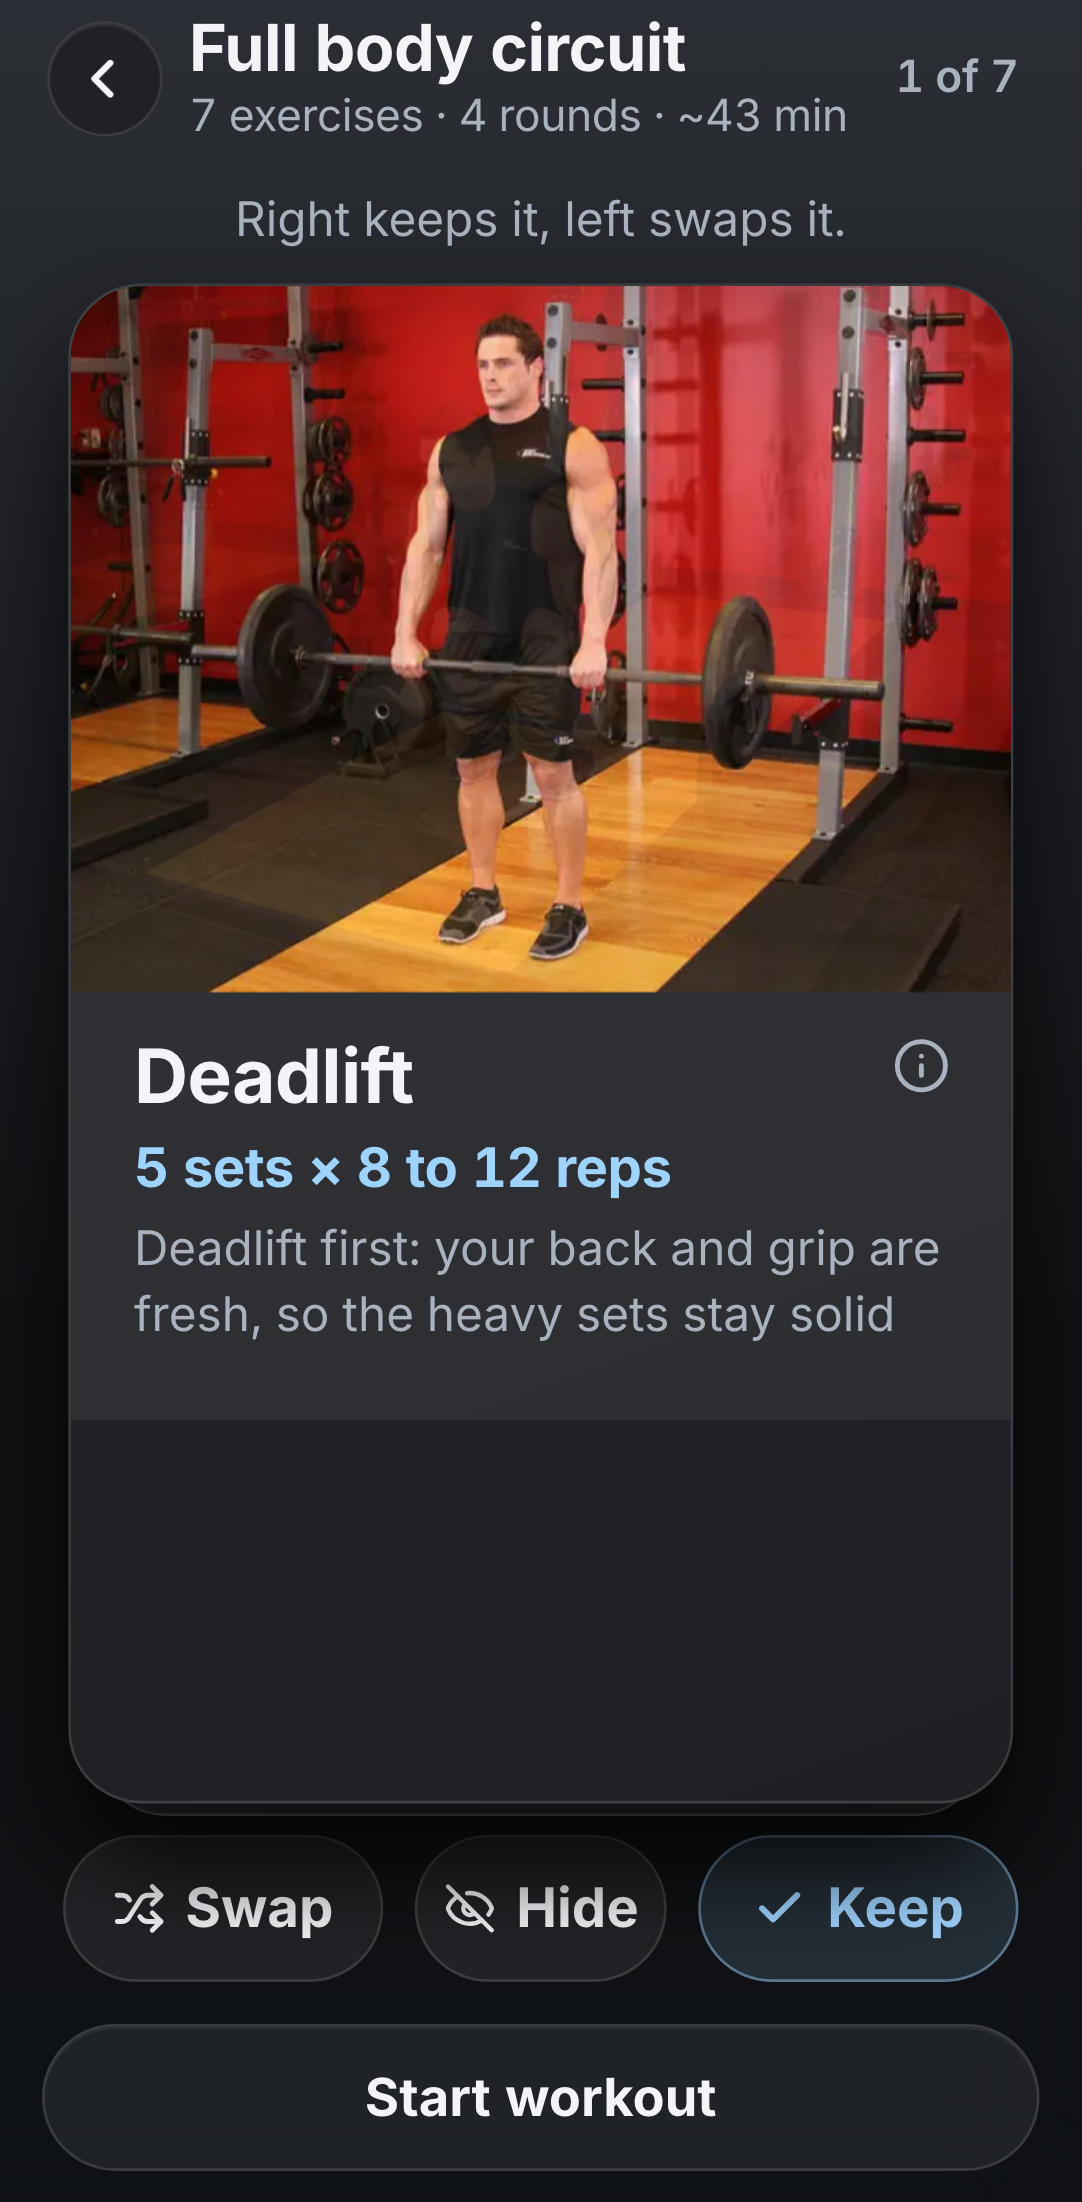 Full body circuit
1 of 7
7 exercises · 4 rounds · ~43 min
Right keeps it, left swaps it.
Deadlift
5 sets × 8 to 12 reps
Deadlift first: your back and grip are
fresh, so the heavy sets stay solid
Swap
Hide
Keep
Start workout